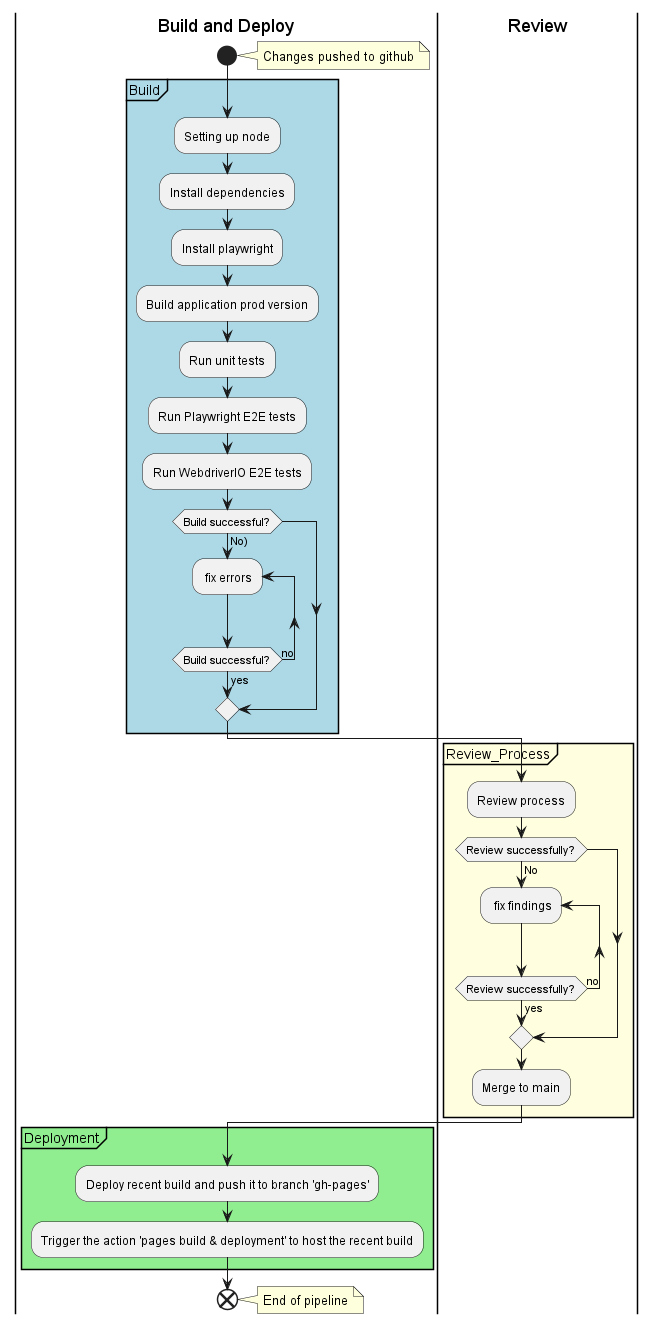 Build and Deploy
Review
Changes pushed to github
Build
Setting up node
Install dependencies
Install playwright
Build application prod version
Run unit tests
Run Playwright E2E tests
Run WebdriverIO E2E tests
Build successful?
No)
fix errors
Build successful?
no
yes
Review_Process
Review process
Review successfully?
No
fix findings
Review successfully?
no
yes
Merge to main
Deployment
Deploy recent build and push it to branch 'gh-pages'
Trigger the action 'pages build & deployment' to host the recent build
End of pipeline